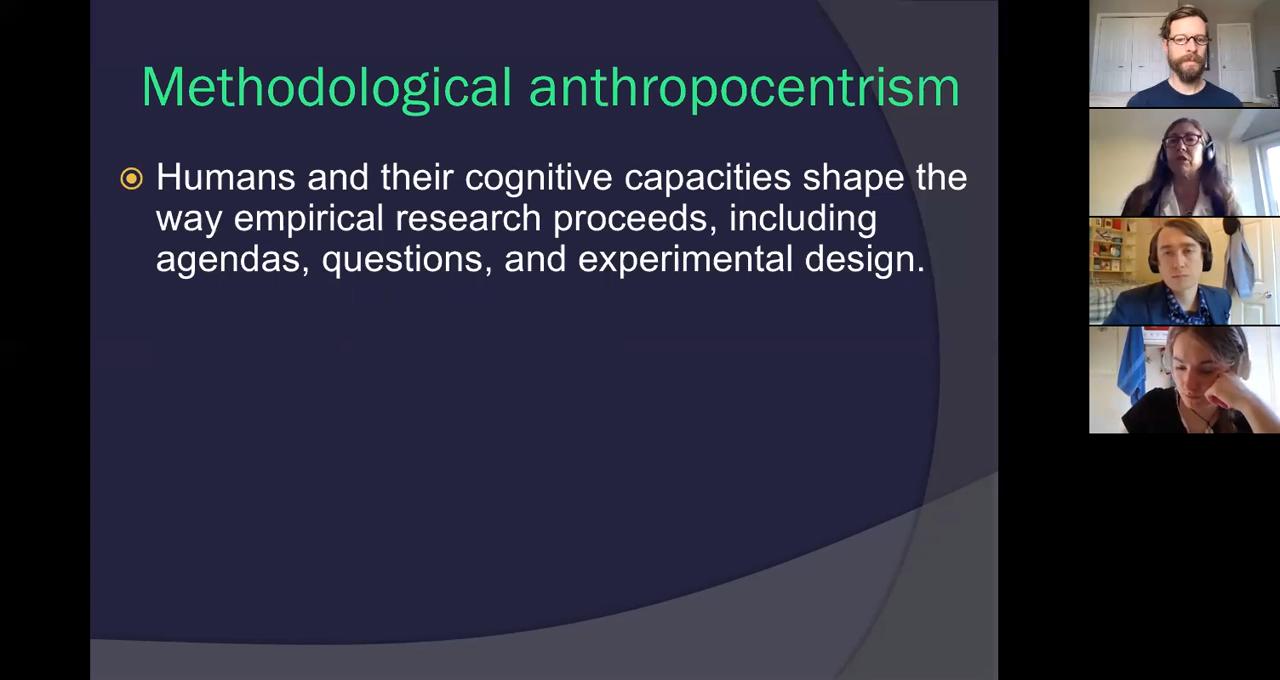 Methodological anthropocentrism
Humans and their cognitive capacities shape the
way empirical research proceeds, including
agendas, questions, and experimental design.